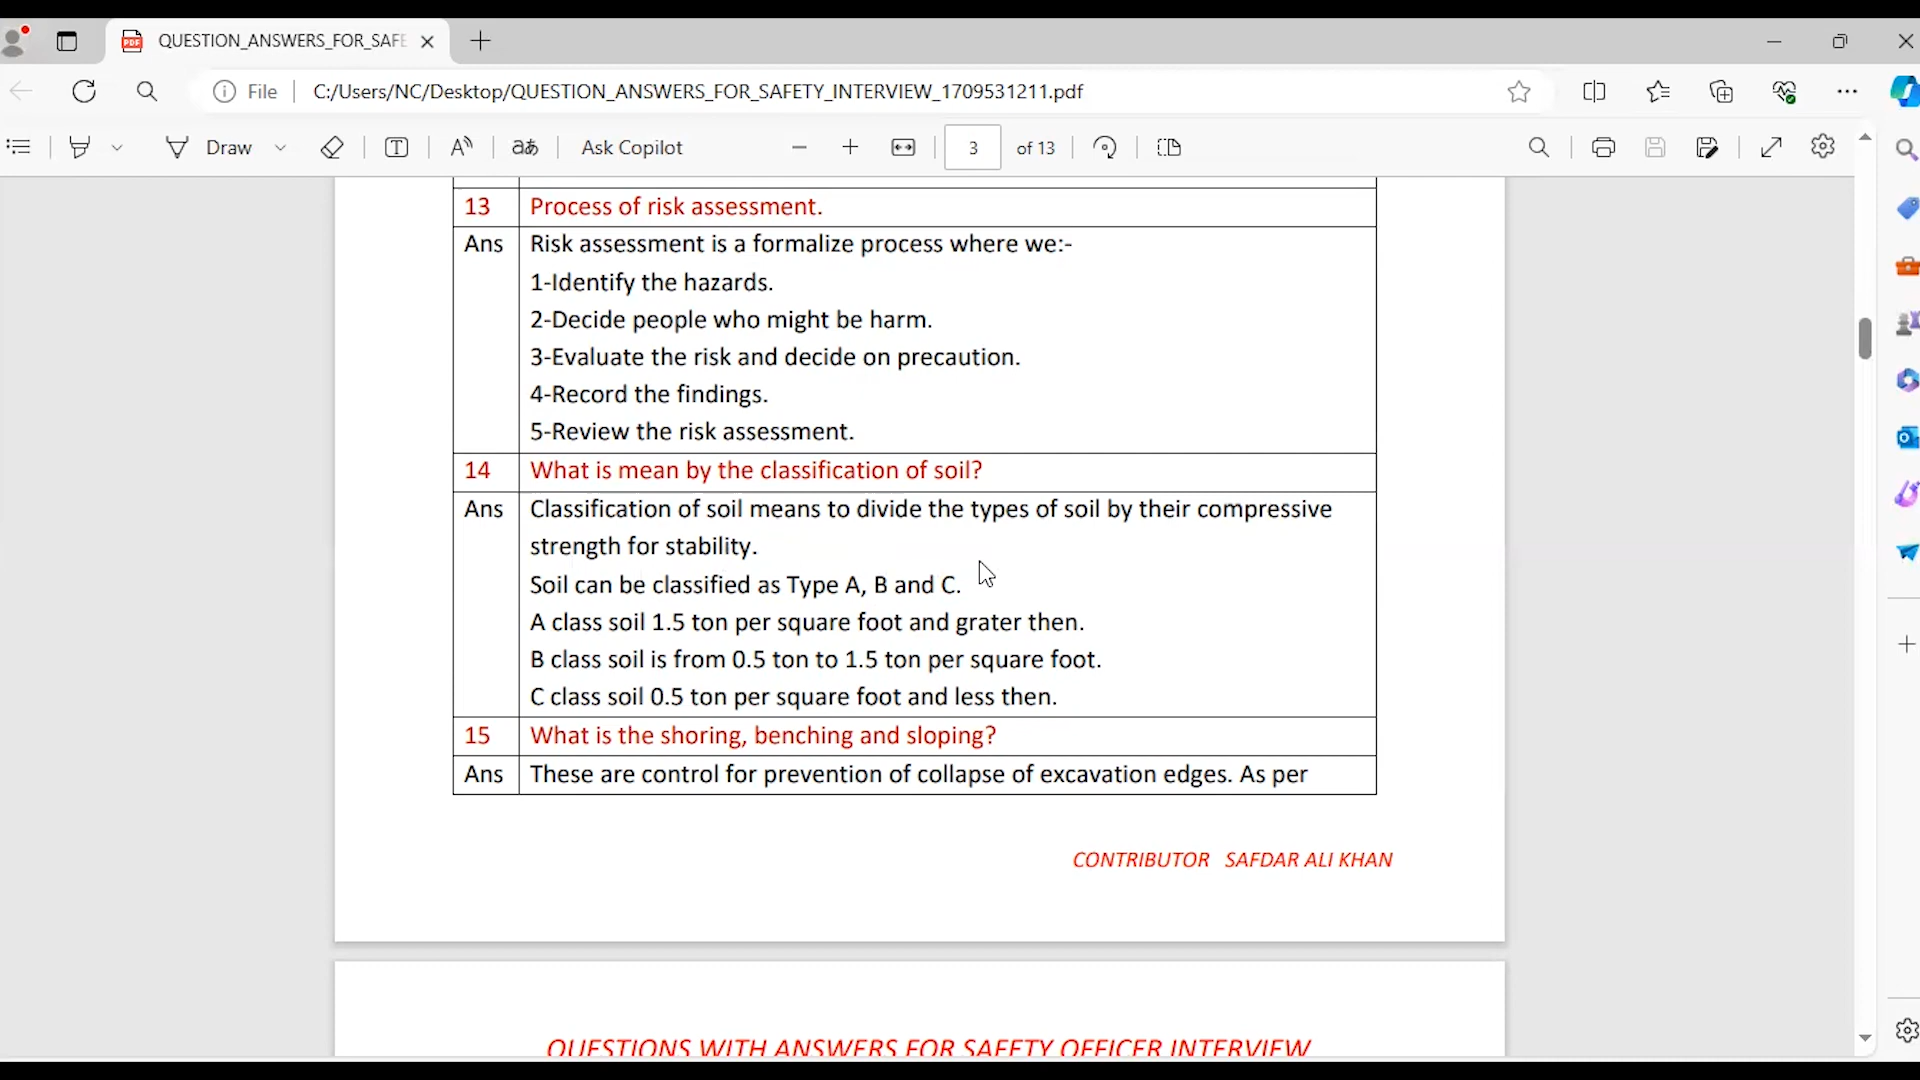 QUESTION_ANSWERS_FOR_SAFE
File
C:/Users/NC/Desktop/QUESTION_ANSWERS_FOR_SAFETY_INTERVIEW_1709531211.pdf
Draw
Ask Copilot
3 of 13
13 Process of risk assessment.
Ans Risk assessment is a formalize process where we:-
1-Identify the hazards.
2-Decide people who might be harm.
3-Evaluate the risk and decide on precaution.
4-Record the findings.
5-Review the risk assessment.
14 What is mean by the classification of soil?
Ans Classification of soil means to divide the types of soil by their compressive
strength for stability.
Soil can be classified as Type A, B and C.
A class soil 1.5 ton per square foot and grater then.
B class soil is from 0.5 ton to 1.5 ton per square foot.
C class soil 0.5 ton per square foot and less then.
15 What is the shoring, benching and sloping?
Ans These are control for prevention of collapse of excavation edges. As per
CONTRIBUTOR SAFDAR ALI KHAN
QUESTIONS WITH ANSWERS FOR SAFETY OFFICER INTERVIEW